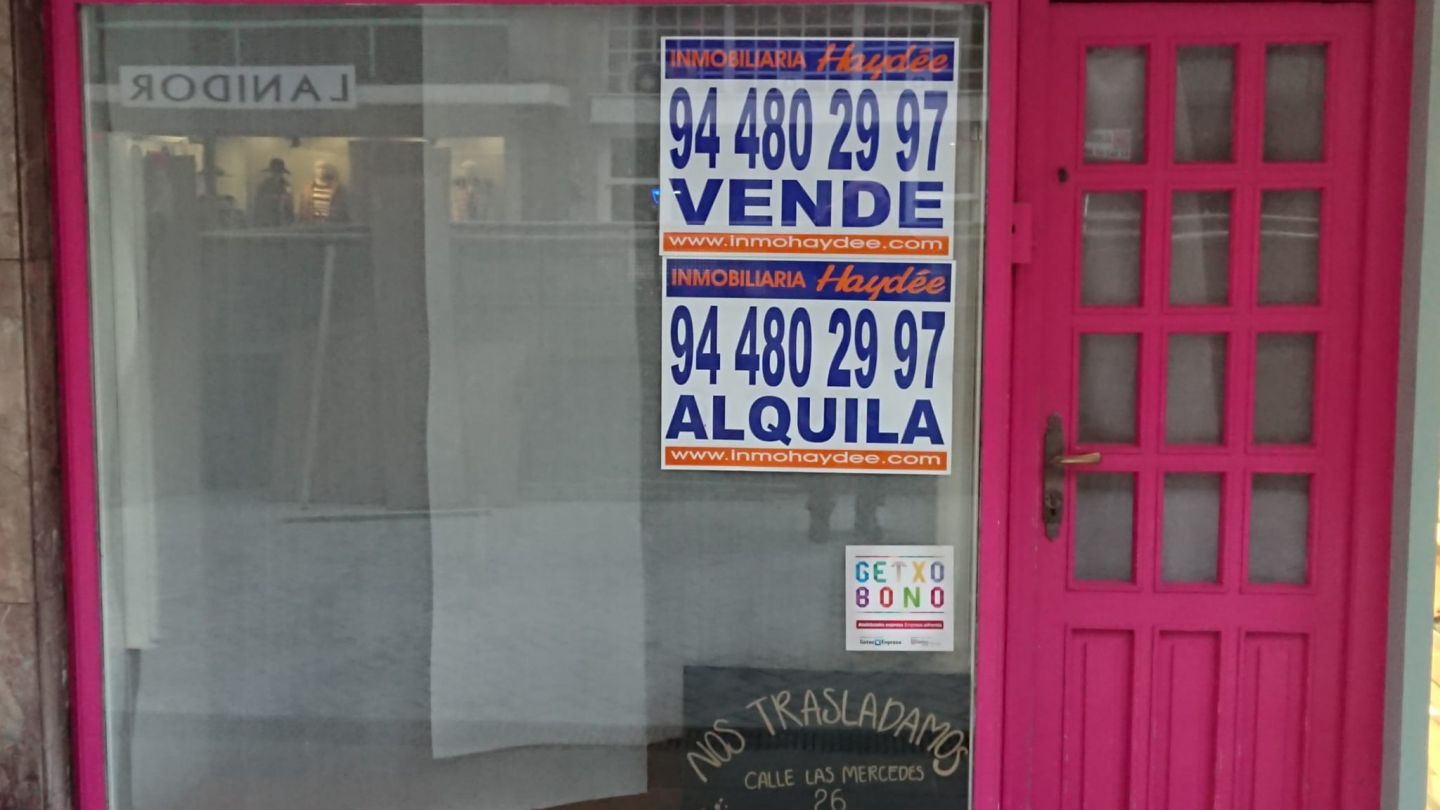 LANIDOR
INMOBILIARIA Haydée
94 480 29 97
VENDE
www.inmohaydee.com
INMOBILIARIA Haydée
94 480 29 97
ALQUILA
www.inmohaydee.com
GETXO
BONO
NOS TRASLADAMOS
CALLE LAS MERCEDES
26